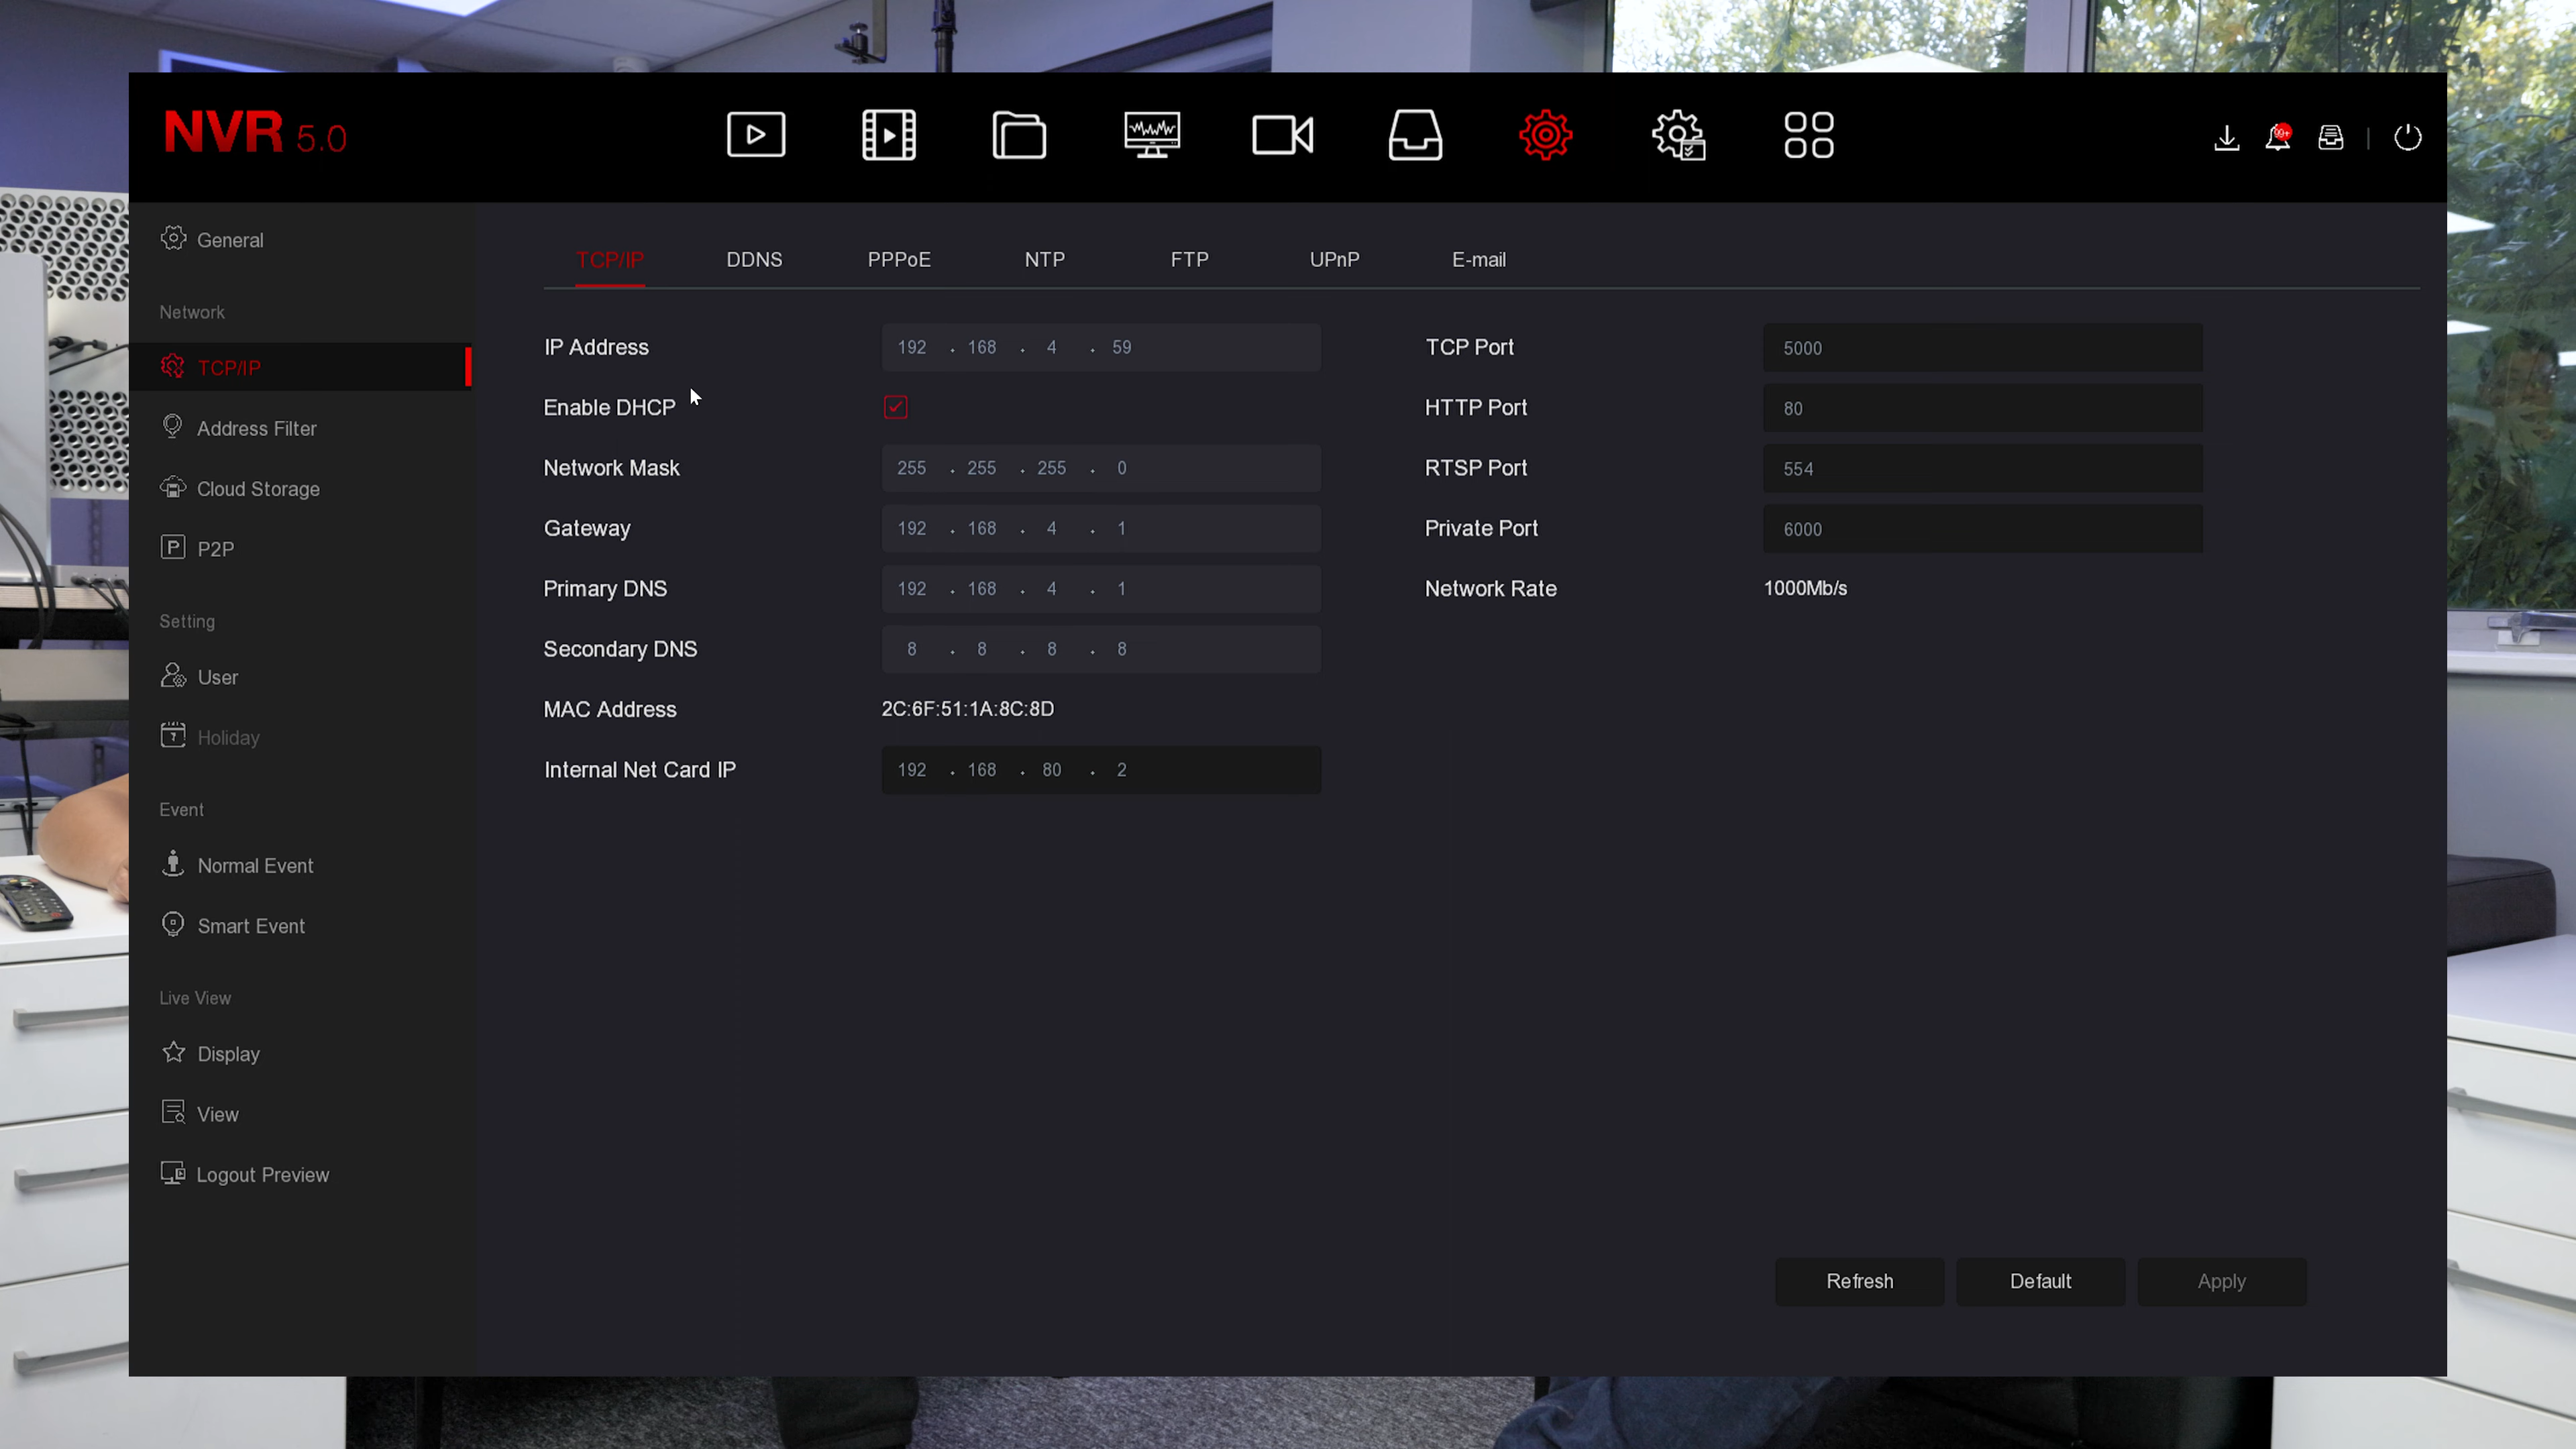 NVR 5.0
99+
General
Network
TCP/IP
Address Filter
Cloud Storage
P P2P
Setting
User
7 Holiday
Event
Normal Event
Smart Event
Live View
Display
View
Logout Preview
TCP/IP DDNS PPPoE NTP FTP UPnP E-mail
IP Address 192 . 168 . 4 . 59
Enable DHCP
Network Mask 255 . 255 . 255 . 0
Gateway 192 . 168 . 4 . 1
Primary DNS 192 . 168 . 4 . 1
Secondary DNS 8 . 8 . 8 . 8
MAC Address 2C:6F:51:1A:8C:8D
Internal Net Card IP 192 . 168 . 80 . 2
TCP Port 5000
HTTP Port 80
RTSP Port 554
Private Port 6000
Network Rate 1000Mb/s
Refresh Default Apply